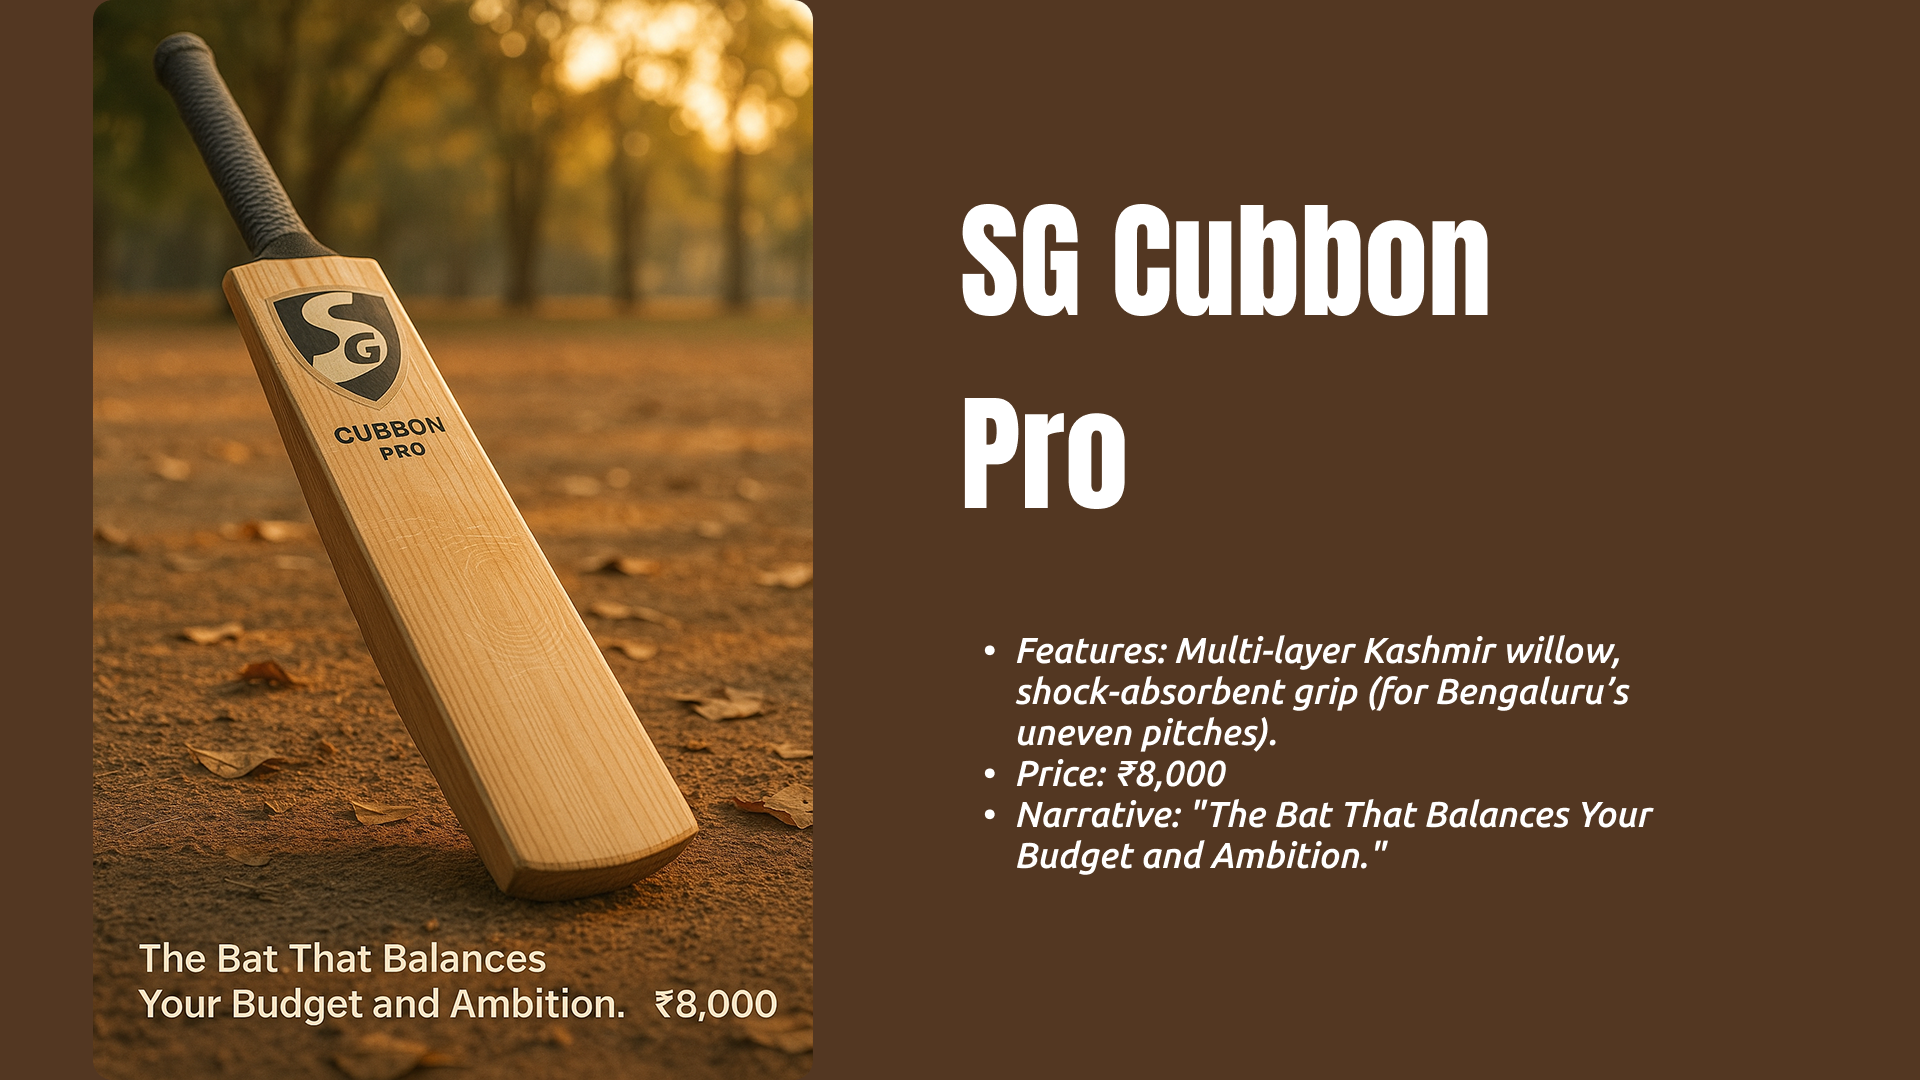 SG
CUBBON
PRO
The Bat That Balances
Your Budget and Ambition. ₹8,000
SG Cubbon
Pro
• Features: Multi-layer Kashmir willow,
shock-absorbent grip (for Bengaluru’s
uneven pitches).
• Price: ₹8,000
• Narrative: "The Bat That Balances Your
Budget and Ambition."